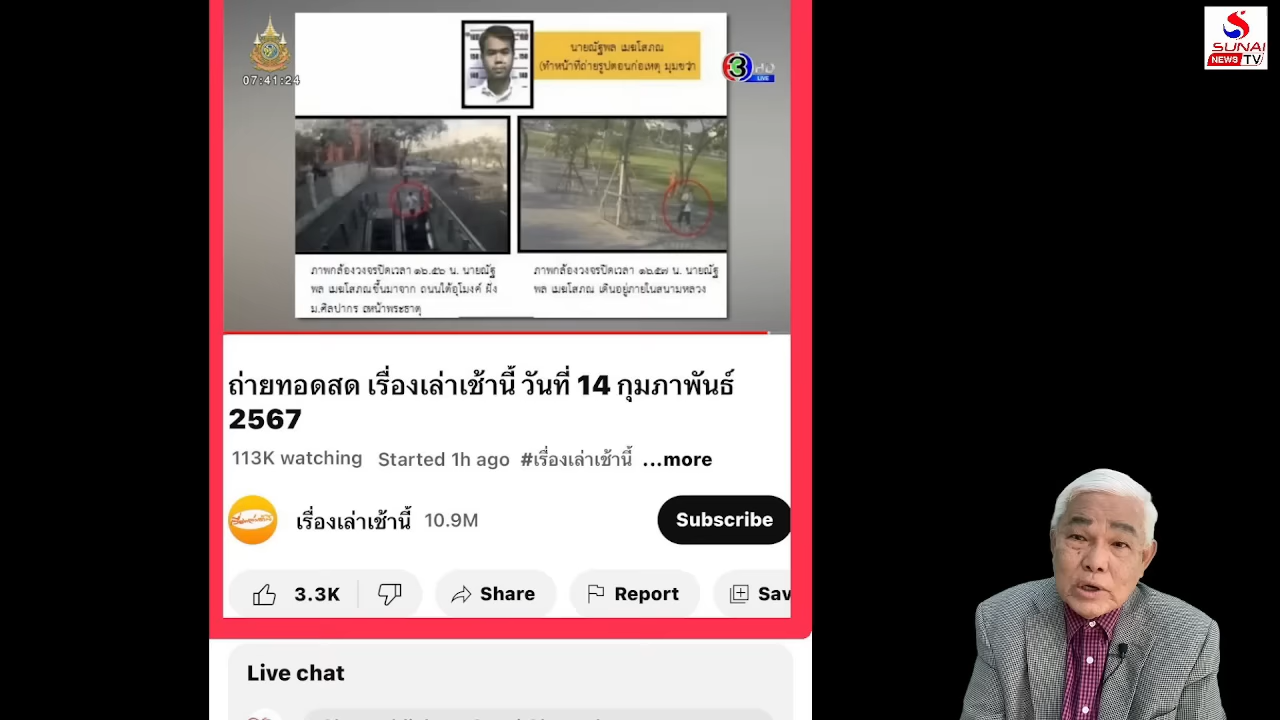 SUNAI
NEWS TV
07:41:24
นายณัฐพล เมฆโสภณ
(ทำหน้าที่ถ่ายรูปตอนก่อเหตุ มุมขวา
3
LIVE
ภาพกล้องวงจรปิดเวลา ๑๖.๕๖ น. นายณัฐ
พล เมฆโสภณขึ้นมาจาก ถนนใต้อุโมงค์ ฝั่ง
ม.ศิลปากร (หน้าพระธาตุ
ภาพกล้องวงจรปิดเวลา ๑๖.๕๗ น. นายณัฐ
พล เมฆโสภณ เดินอยู่ภายในสนามหลวง
ถ่ายทอดสด เรื่องเล่าเช้านี้ วันที่ 14 กุมภาพันธ์
2567
113K watching Started 1h ago #เรื่องเล่าเช้านี้ ...more
เรื่องเล่าเช้านี้ 10.9M
Subscribe
3.3K Share Report Sav
Live chat